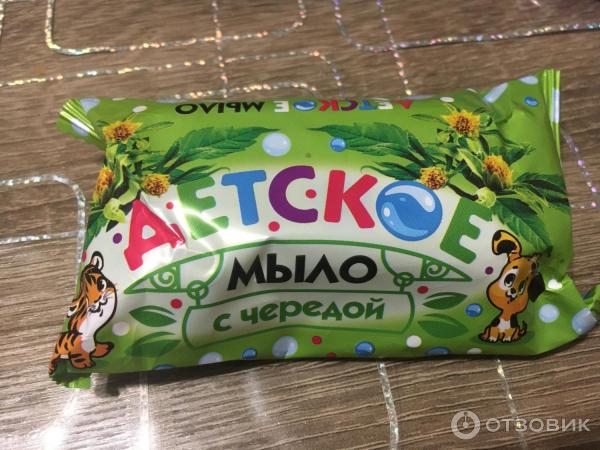 ДЕТСКОЕ МЫЛО
ДЕТСКОЕ
МЫЛО
с чередой
ОТЗОВИК